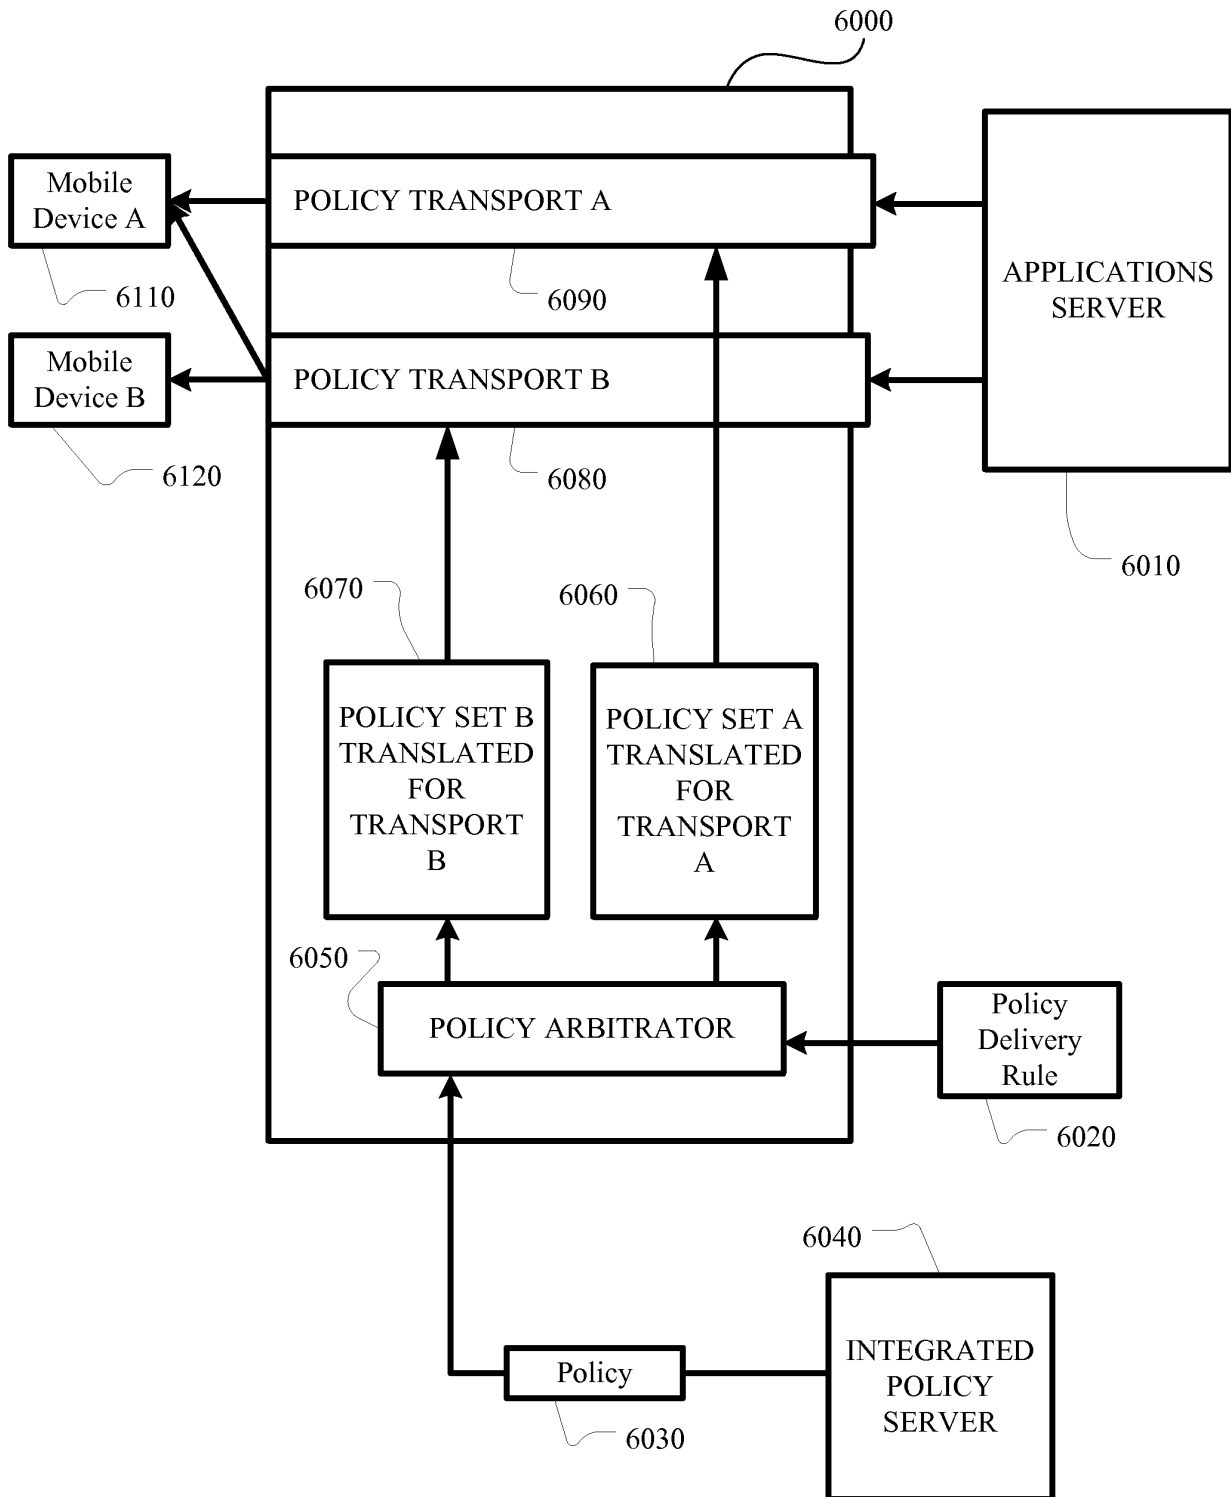 6000
Mobile
Device A
POLICY TRANSPORT A
APPLICATIONS
SERVER
6110
6090
Mobile
Device B
POLICY TRANSPORT B
6120
6080
6010
6070
6060
POLICY SET B
TRANSLATED
FOR
TRANSPORT
B
POLICY SET A
TRANSLATED
FOR
TRANSPORT
A
6050
POLICY ARBITRATOR
Policy
Delivery
Rule
6020
6040
Policy
6030
INTEGRATED
POLICY
SERVER